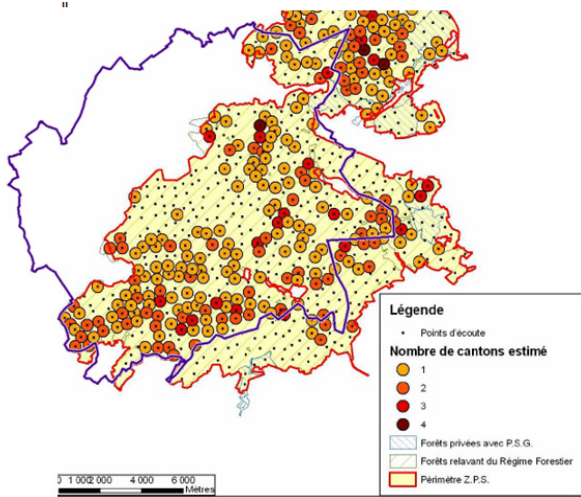 Légende
Points d'écoute
Nombre de cantons estimé
1
2
3
4
Forêts privées avec P.S.G.
Forêts relavant du Régime Forestier
Périmètre Z.P.S.
0 1 000 2 000 4 000 6 000
Mètres